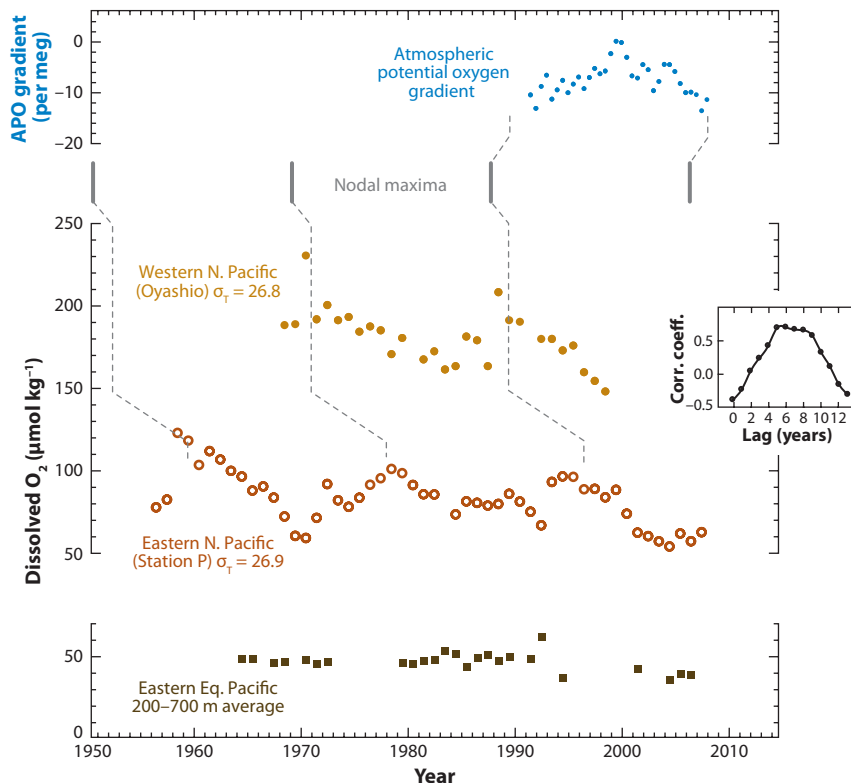 APO gradient
(per meg)
0
−10
−20
Atmospheric
potential oxygen
gradient
Nodal maxima
Dissolved O₂ (μmol kg⁻¹)
250
200
150
100
50
Western N. Pacific
(Oyashio) σ_T = 26.8
Corr. coeff.
0.5
0.0
−0.5
0 2 4 6 8 10 12
Lag (years)
Eastern N. Pacific
(Station P) σ_T = 26.9
50
0
Eastern Eq. Pacific
200–700 m average
1950 1960 1970 1980 1990 2000 2010
Year